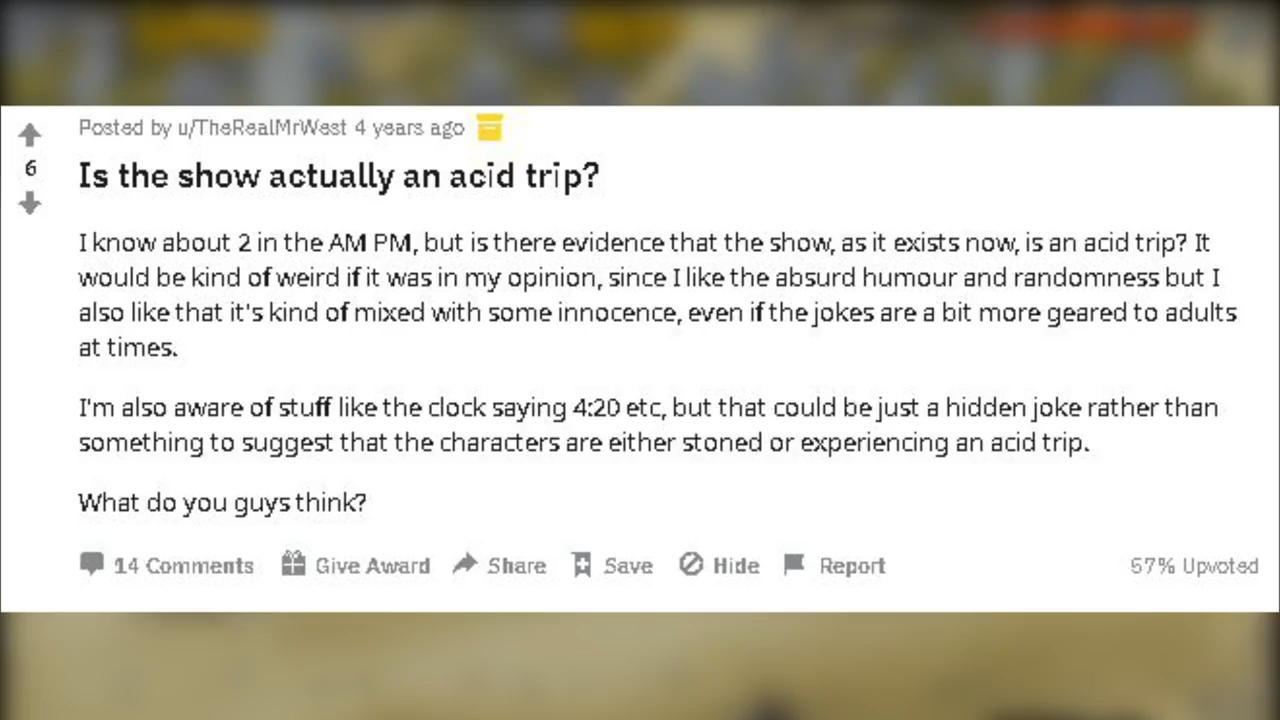 Posted by u/TheRealMrWest 4 years ago
6
Is the show actually an acid trip?
I know about 2 in the AM PM, but is there evidence that the show, as it exists now, is an acid trip? It
would be kind of weird if it was in my opinion, since I like the absurd humour and randomness but I
also like that it's kind of mixed with some innocence, even if the jokes are a bit more geared to adults
at times.
I'm also aware of stuff like the clock saying 4:20 etc, but that could be just a hidden joke rather than
something to suggest that the characters are either stoned or experiencing an acid trip.
What do you guys think?
14 Comments Give Award Share Save Hide Report 57% Upvoted